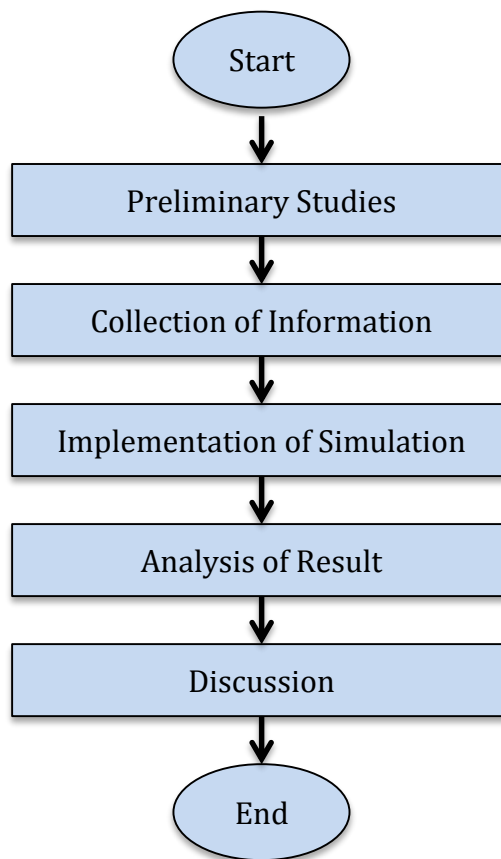 Start
Preliminary Studies
Collection of Information
Implementation of Simulation
Analysis of Result
Discussion
End